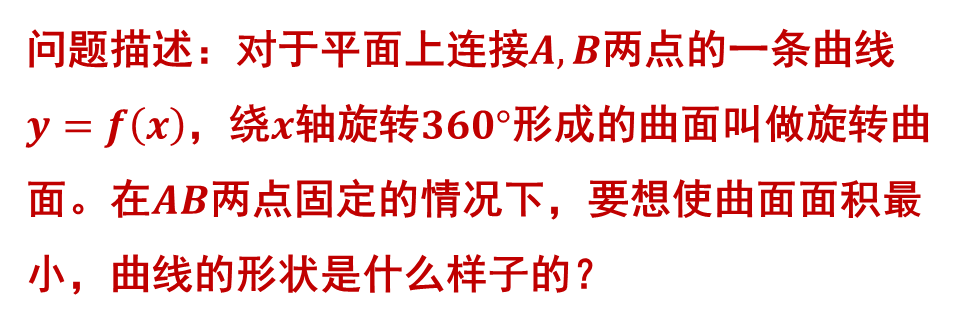 问题描述：对于平面上连接A,B两点的一条曲线
y = f(x)，绕x轴旋转360°形成的曲面叫做旋转曲
面。在AB两点固定的情况下，要想使曲面面积最
小，曲线的形状是什么样子的？